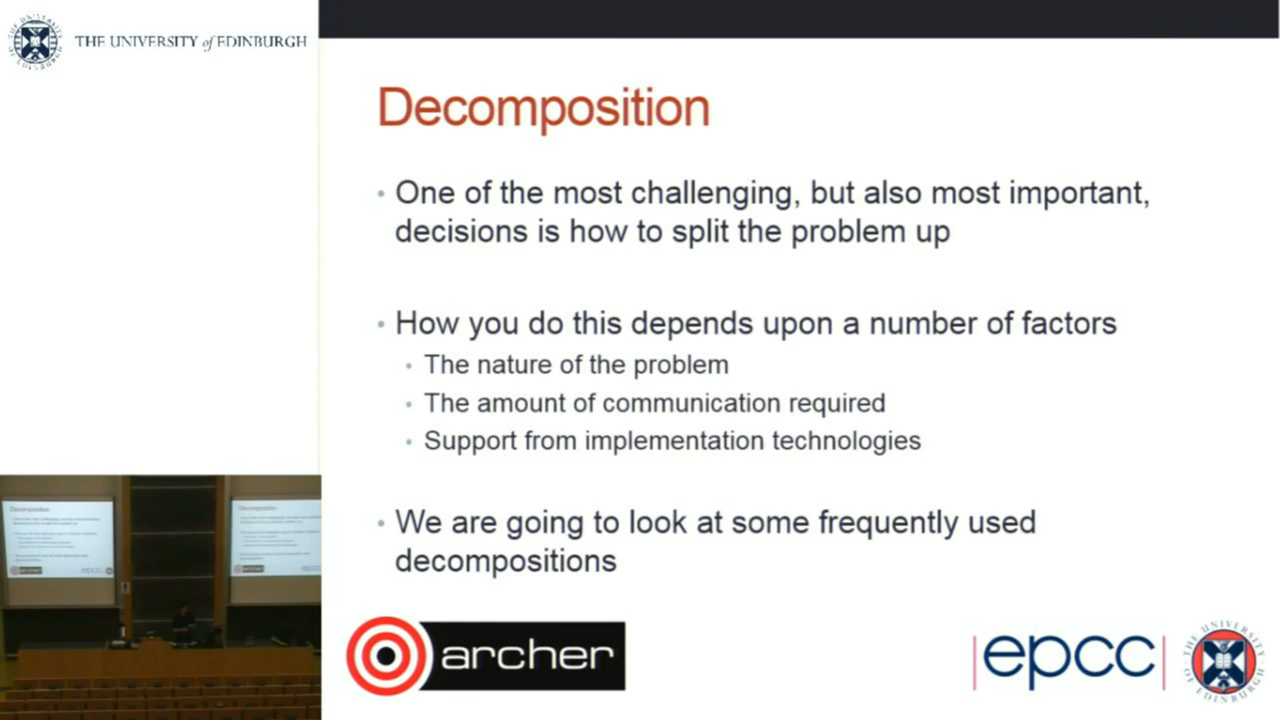 THE UNIVERSITY of EDINBURGH
Decomposition
• One of the most challenging, but also most important,
decisions is how to split the problem up
• How you do this depends upon a number of factors
• The nature of the problem
• The amount of communication required
• Support from implementation technologies
• We are going to look at some frequently used
decompositions
archer
epcc
Decomposition
Decomposition